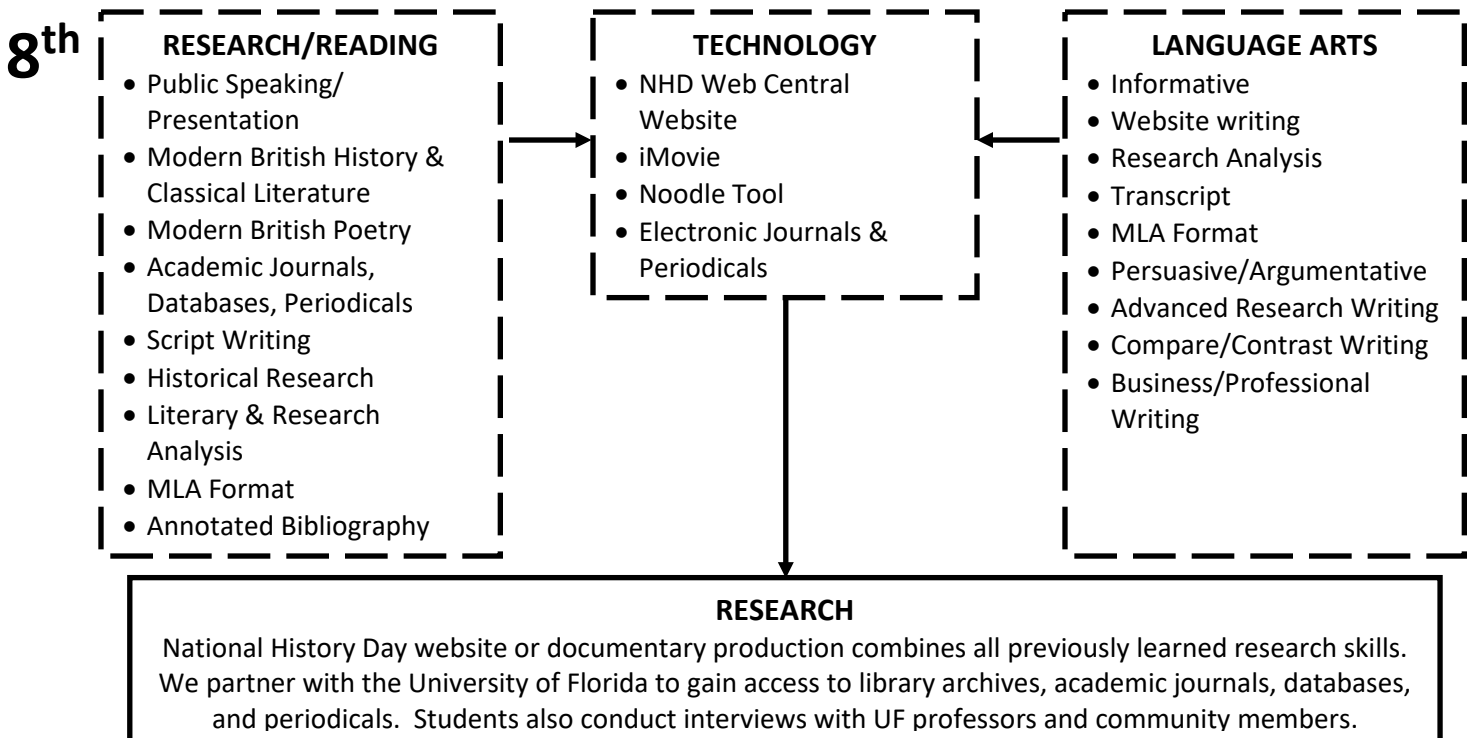 8th
RESEARCH/READING
• Public Speaking/
Presentation
• Modern British History &
Classical Literature
• Modern British Poetry
• Academic Journals,
Databases, Periodicals
• Script Writing
• Historical Research
• Literary & Research
Analysis
• MLA Format
• Annotated Bibliography
TECHNOLOGY
• NHD Web Central
Website
• iMovie
• Noodle Tool
• Electronic Journals &
Periodicals
LANGUAGE ARTS
• Informative
• Website writing
• Research Analysis
• Transcript
• MLA Format
• Persuasive/Argumentative
• Advanced Research Writing
• Compare/Contrast Writing
• Business/Professional
Writing
RESEARCH
National History Day website or documentary production combines all previously learned research skills.
We partner with the University of Florida to gain access to library archives, academic journals, databases,
and periodicals.  Students also conduct interviews with UF professors and community members.